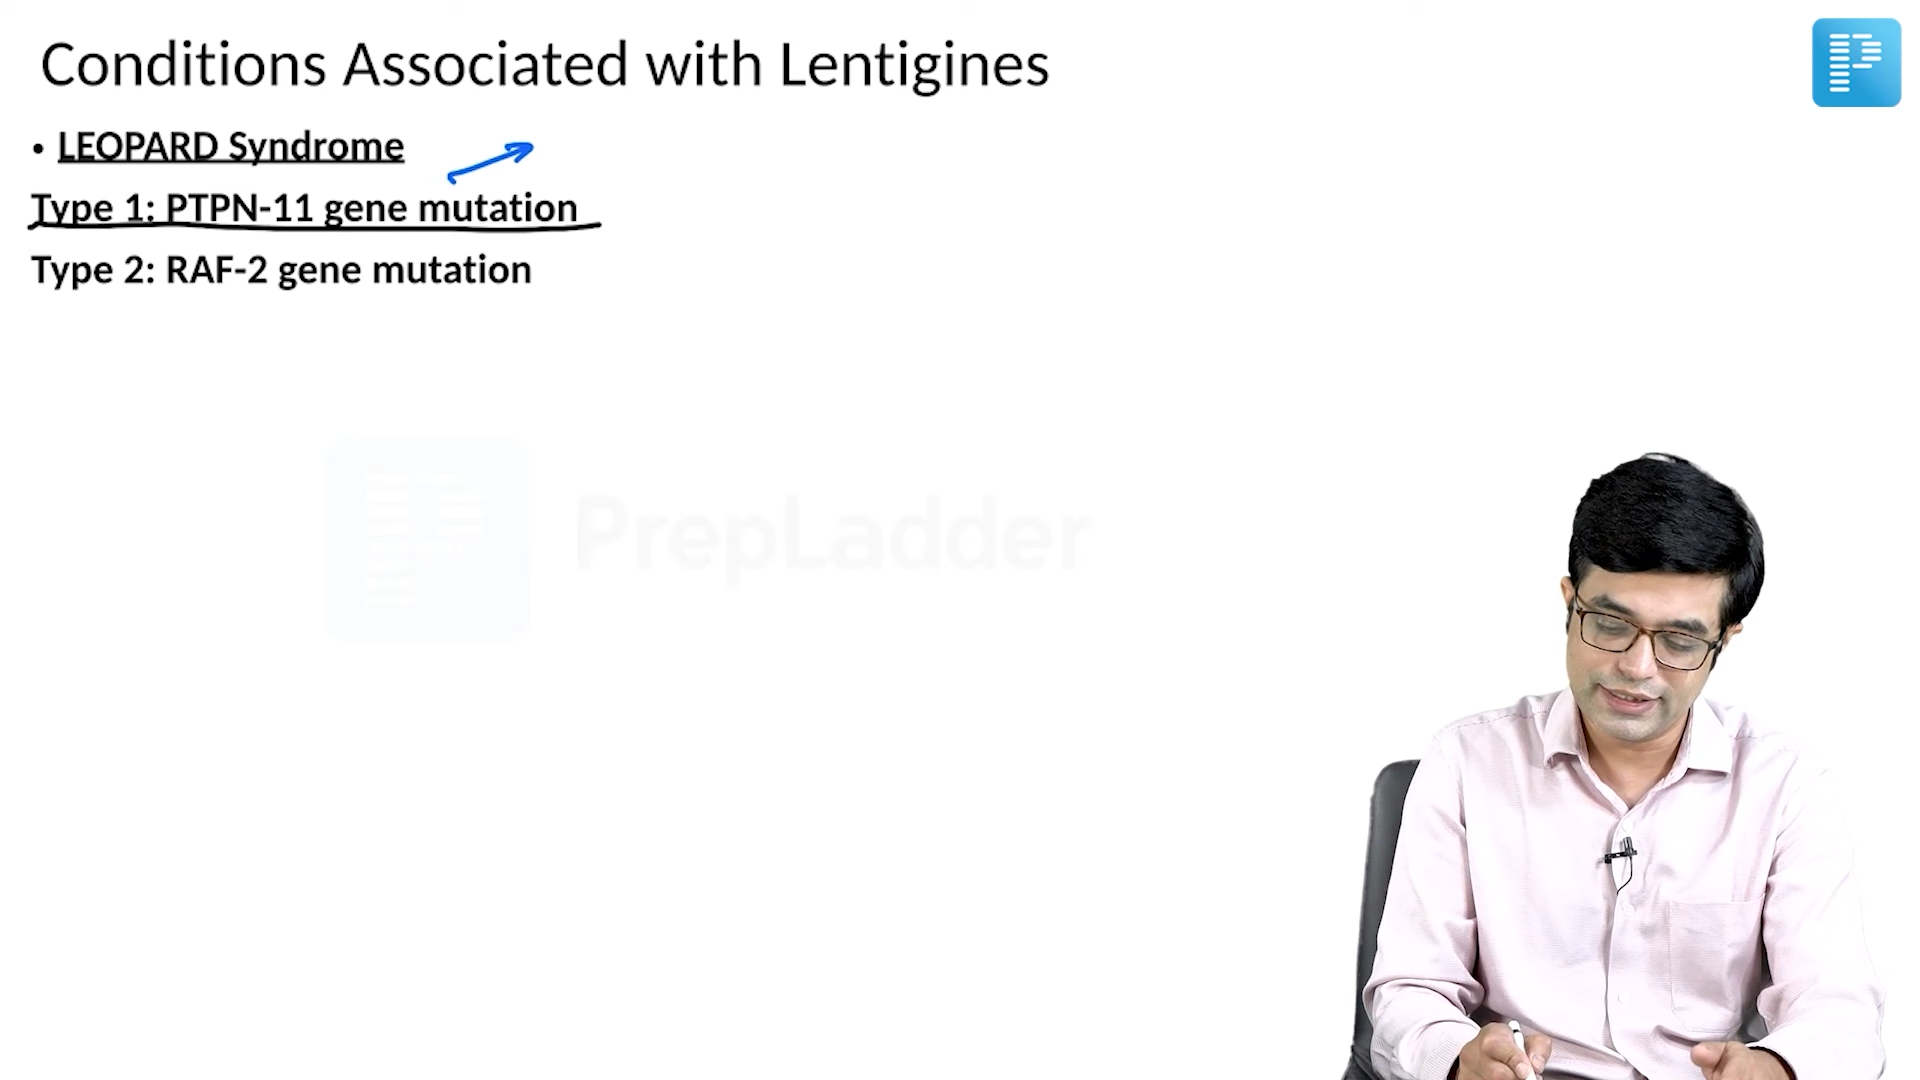 Conditions Associated with Lentigines
• LEOPARD Syndrome
Type 1: PTPN-11 gene mutation
Type 2: RAF-2 gene mutation
PrepLadder